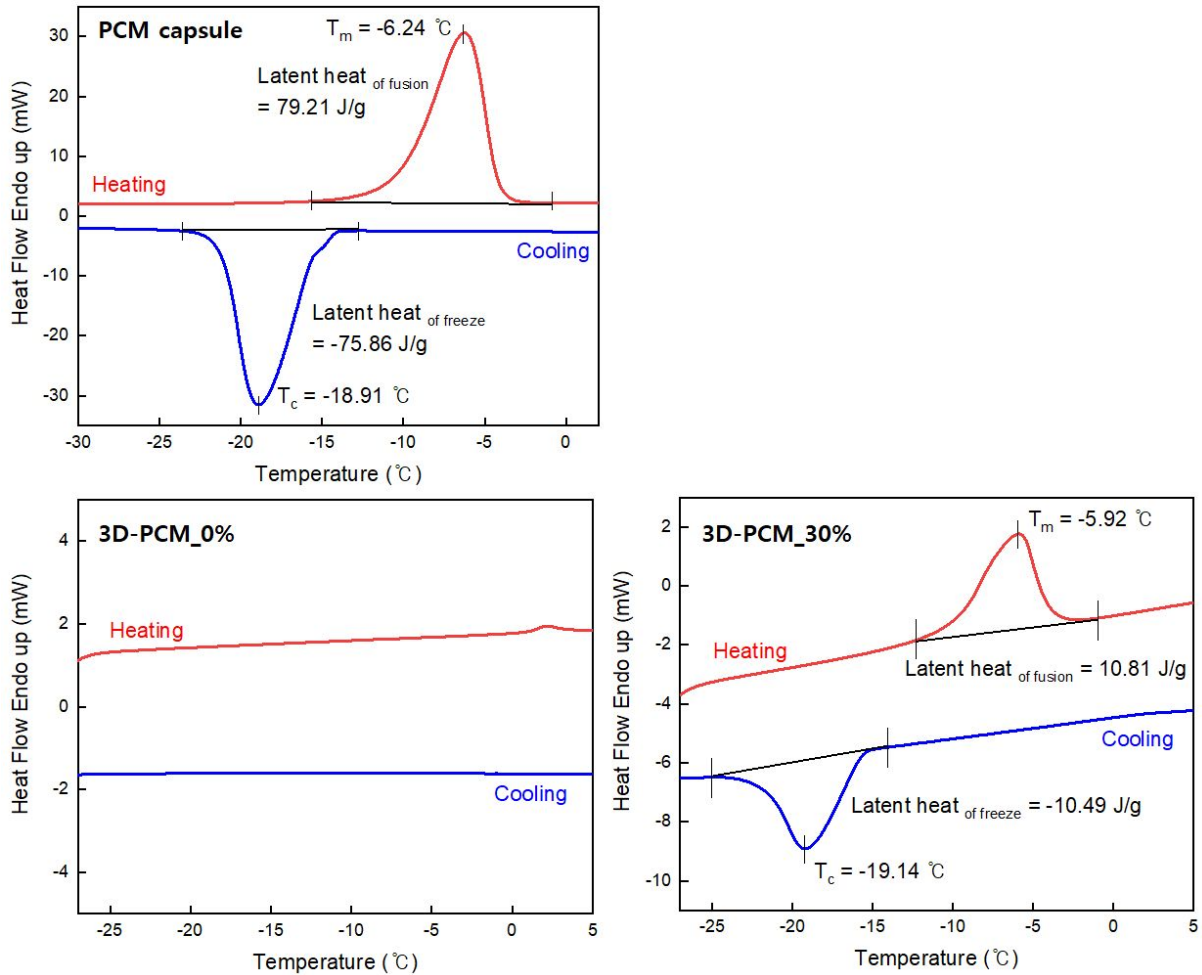 PCM capsule
Tm = -6.24 ℃
Latent heat of fusion
= 79.21 J/g
Heating
Cooling
Latent heat of freeze
= -75.86 J/g
Tc = -18.91 ℃
30
20
10
0
-10
-20
-30
Heat Flow Endo up (mW)
-30 -25 -20 -15 -10 -5 0
Temperature (℃)
3D-PCM_0%
Heating
Cooling
4
2
0
-2
-4
Heat Flow Endo up (mW)
-25 -20 -15 -10 -5 0 5
Temperature (℃)
3D-PCM_30%
Tm = -5.92 ℃
Heating
Latent heat of fusion = 10.81 J/g
Cooling
Latent heat of freeze = -10.49 J/g
Tc = -19.14 ℃
2
0
-2
-4
-6
-8
-10
Heat Flow Endo up (mW)
-25 -20 -15 -10 -5 0 5
Temperature (℃)